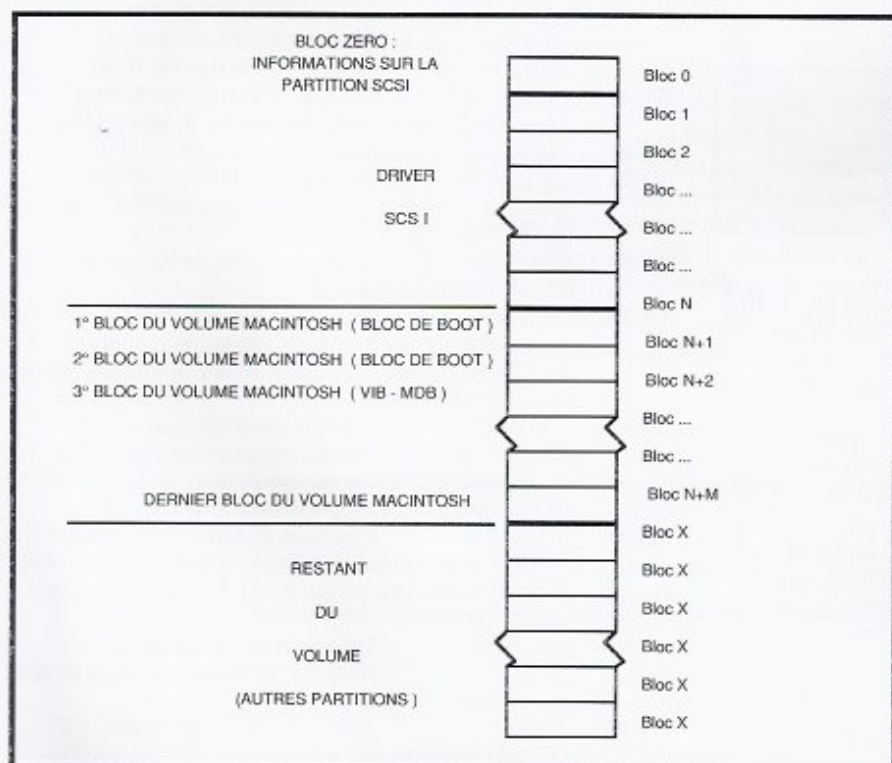 BLOC ZERO :
INFORMATIONS SUR LA
PARTITION SCSI
Bloc 0
Bloc 1
Bloc 2
DRIVER
Bloc ...
SCS I
Bloc ...
Bloc ...
Bloc N
1° BLOC DU VOLUME MACINTOSH ( BLOC DE BOOT )
Bloc N+1
2° BLOC DU VOLUME MACINTOSH ( BLOC DE BOOT )
Bloc N+2
3° BLOC DU VOLUME MACINTOSH ( VIB - MDB )
Bloc ...
Bloc ...
DERNIER BLOC DU VOLUME MACINTOSH
Bloc N+M
Bloc X
RESTANT
Bloc X
DU
Bloc X
VOLUME
Bloc X
(AUTRES PARTITIONS )
Bloc X
Bloc X